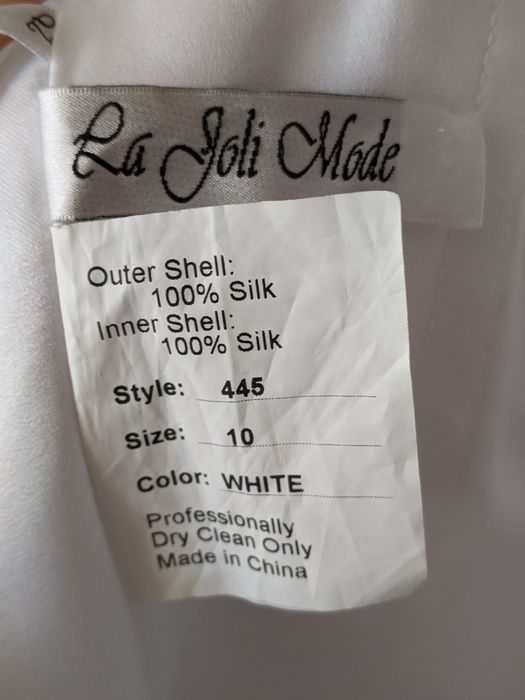 La Joli Mode
Outer Shell:
100% Silk
Inner Shell:
100% Silk
Style: 445
Size: 10
Color: WHITE
Professionally
Dry Clean Only
Made in China